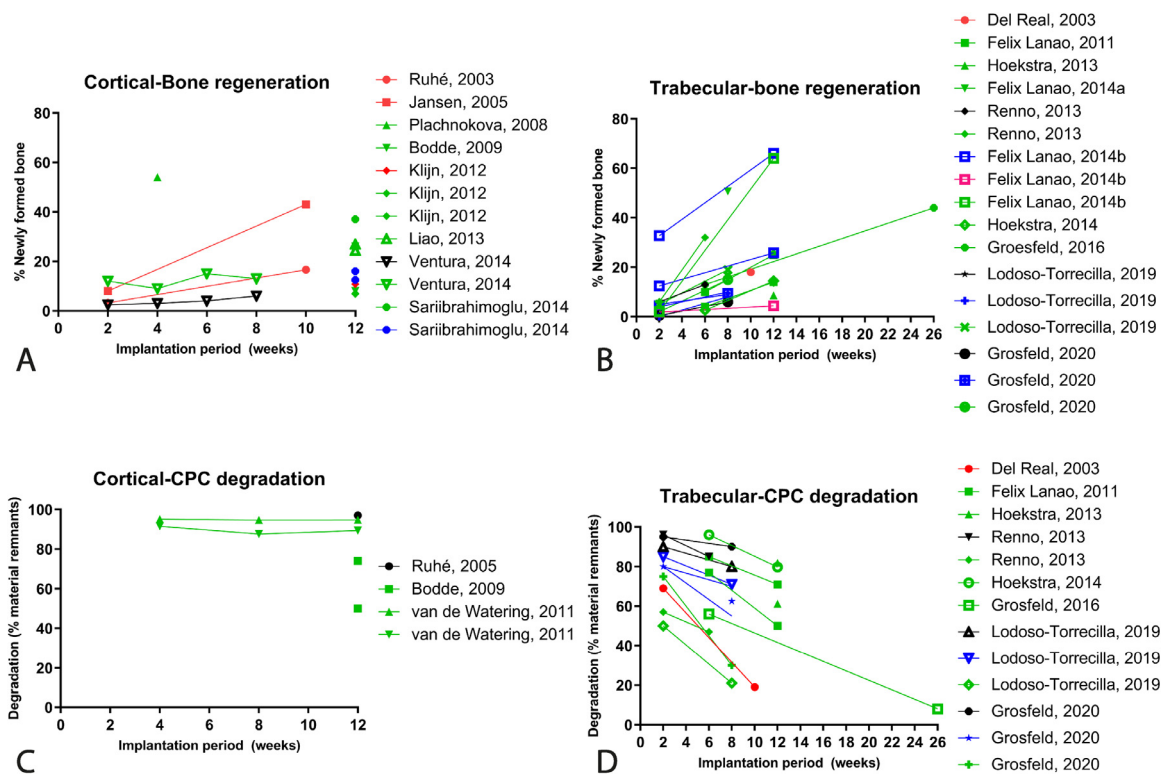 Cortical-Bone regeneration
% Newly formed bone
80
60
40
20
0
0 2 4 6 8 10 12
Implantation period (weeks)
A
Ruhé, 2003
Jansen, 2005
Plachnokova, 2008
Bodde, 2009
Klijn, 2012
Klijn, 2012
Klijn, 2012
Liao, 2013
Ventura, 2014
Ventura, 2014
Sariibrahimoglu, 2014
Sariibrahimoglu, 2014
Trabecular-bone regeneration
% Newly formed bone
80
60
40
20
0
0 2 4 6 8 10 12 14 16 18 20 22 24 26
Implantation period (weeks)
B
Del Real, 2003
Felix Lanao, 2011
Hoekstra, 2013
Felix Lanao, 2014a
Renno, 2013
Renno, 2013
Felix Lanao, 2014b
Felix Lanao, 2014b
Felix Lanao, 2014b
Hoekstra, 2014
Groesfeld, 2016
Lodoso-Torrecilla, 2019
Lodoso-Torrecilla, 2019
Lodoso-Torrecilla, 2019
Grosfeld, 2020
Grosfeld, 2020
Grosfeld, 2020
Cortical-CPC degradation
Degradation (% material remnants)
100
80
60
40
20
0
0 2 4 6 8 10 12
Implantation period (weeks)
C
Ruhé, 2005
Bodde, 2009
van de Watering, 2011
van de Watering, 2011
Trabecular-CPC degradation
Degradation (% material remnants)
100
80
60
40
20
0
0 2 4 6 8 10 12 14 16 18 20 22 24 26
Implantation period (weeks)
D
Del Real, 2003
Felix Lanao, 2011
Hoekstra, 2013
Renno, 2013
Renno, 2013
Hoekstra, 2014
Grosfeld, 2016
Lodoso-Torrecilla, 2019
Lodoso-Torrecilla, 2019
Lodoso-Torrecilla, 2019
Grosfeld, 2020
Grosfeld, 2020
Grosfeld, 2020